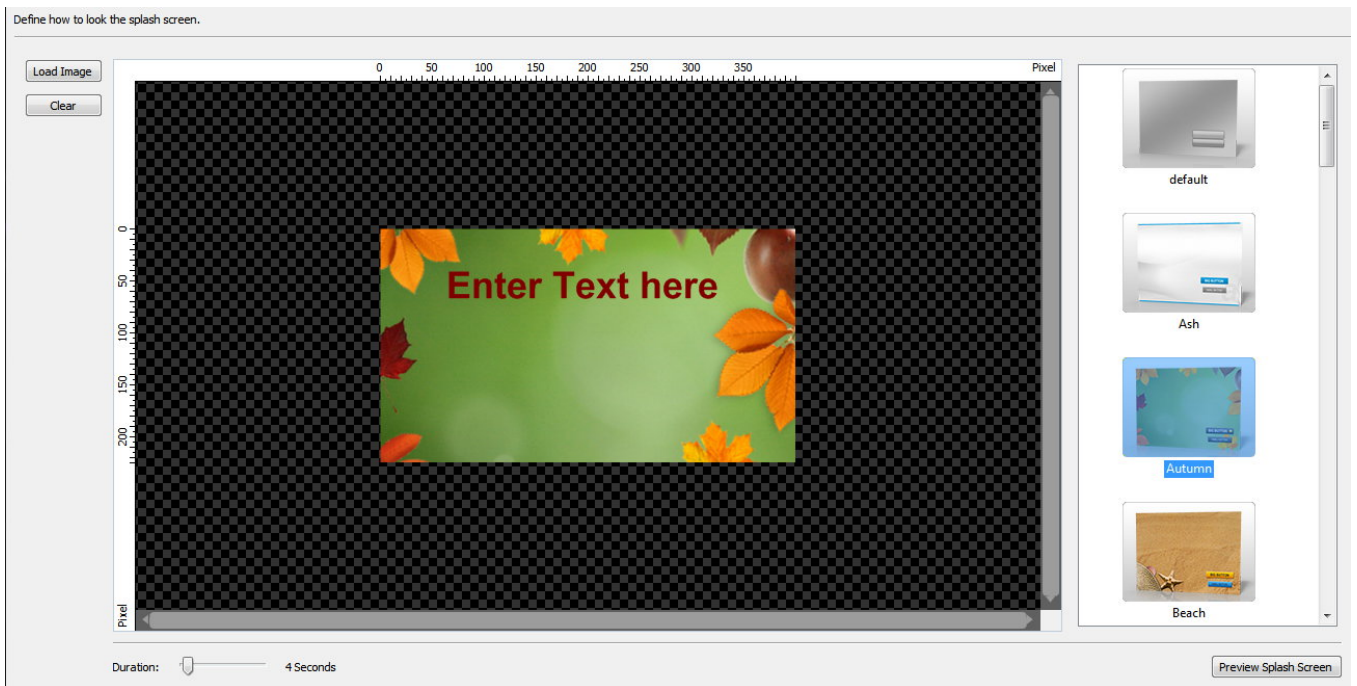 Define how to look the splash screen.
Load Image
Clear
0 50 100 150 200 250 300 350 Pixel
0
50
100
150
200
Pixel
Enter Text here
default
Ash
Autumn
Beach
Duration: 4 Seconds
Preview Splash Screen